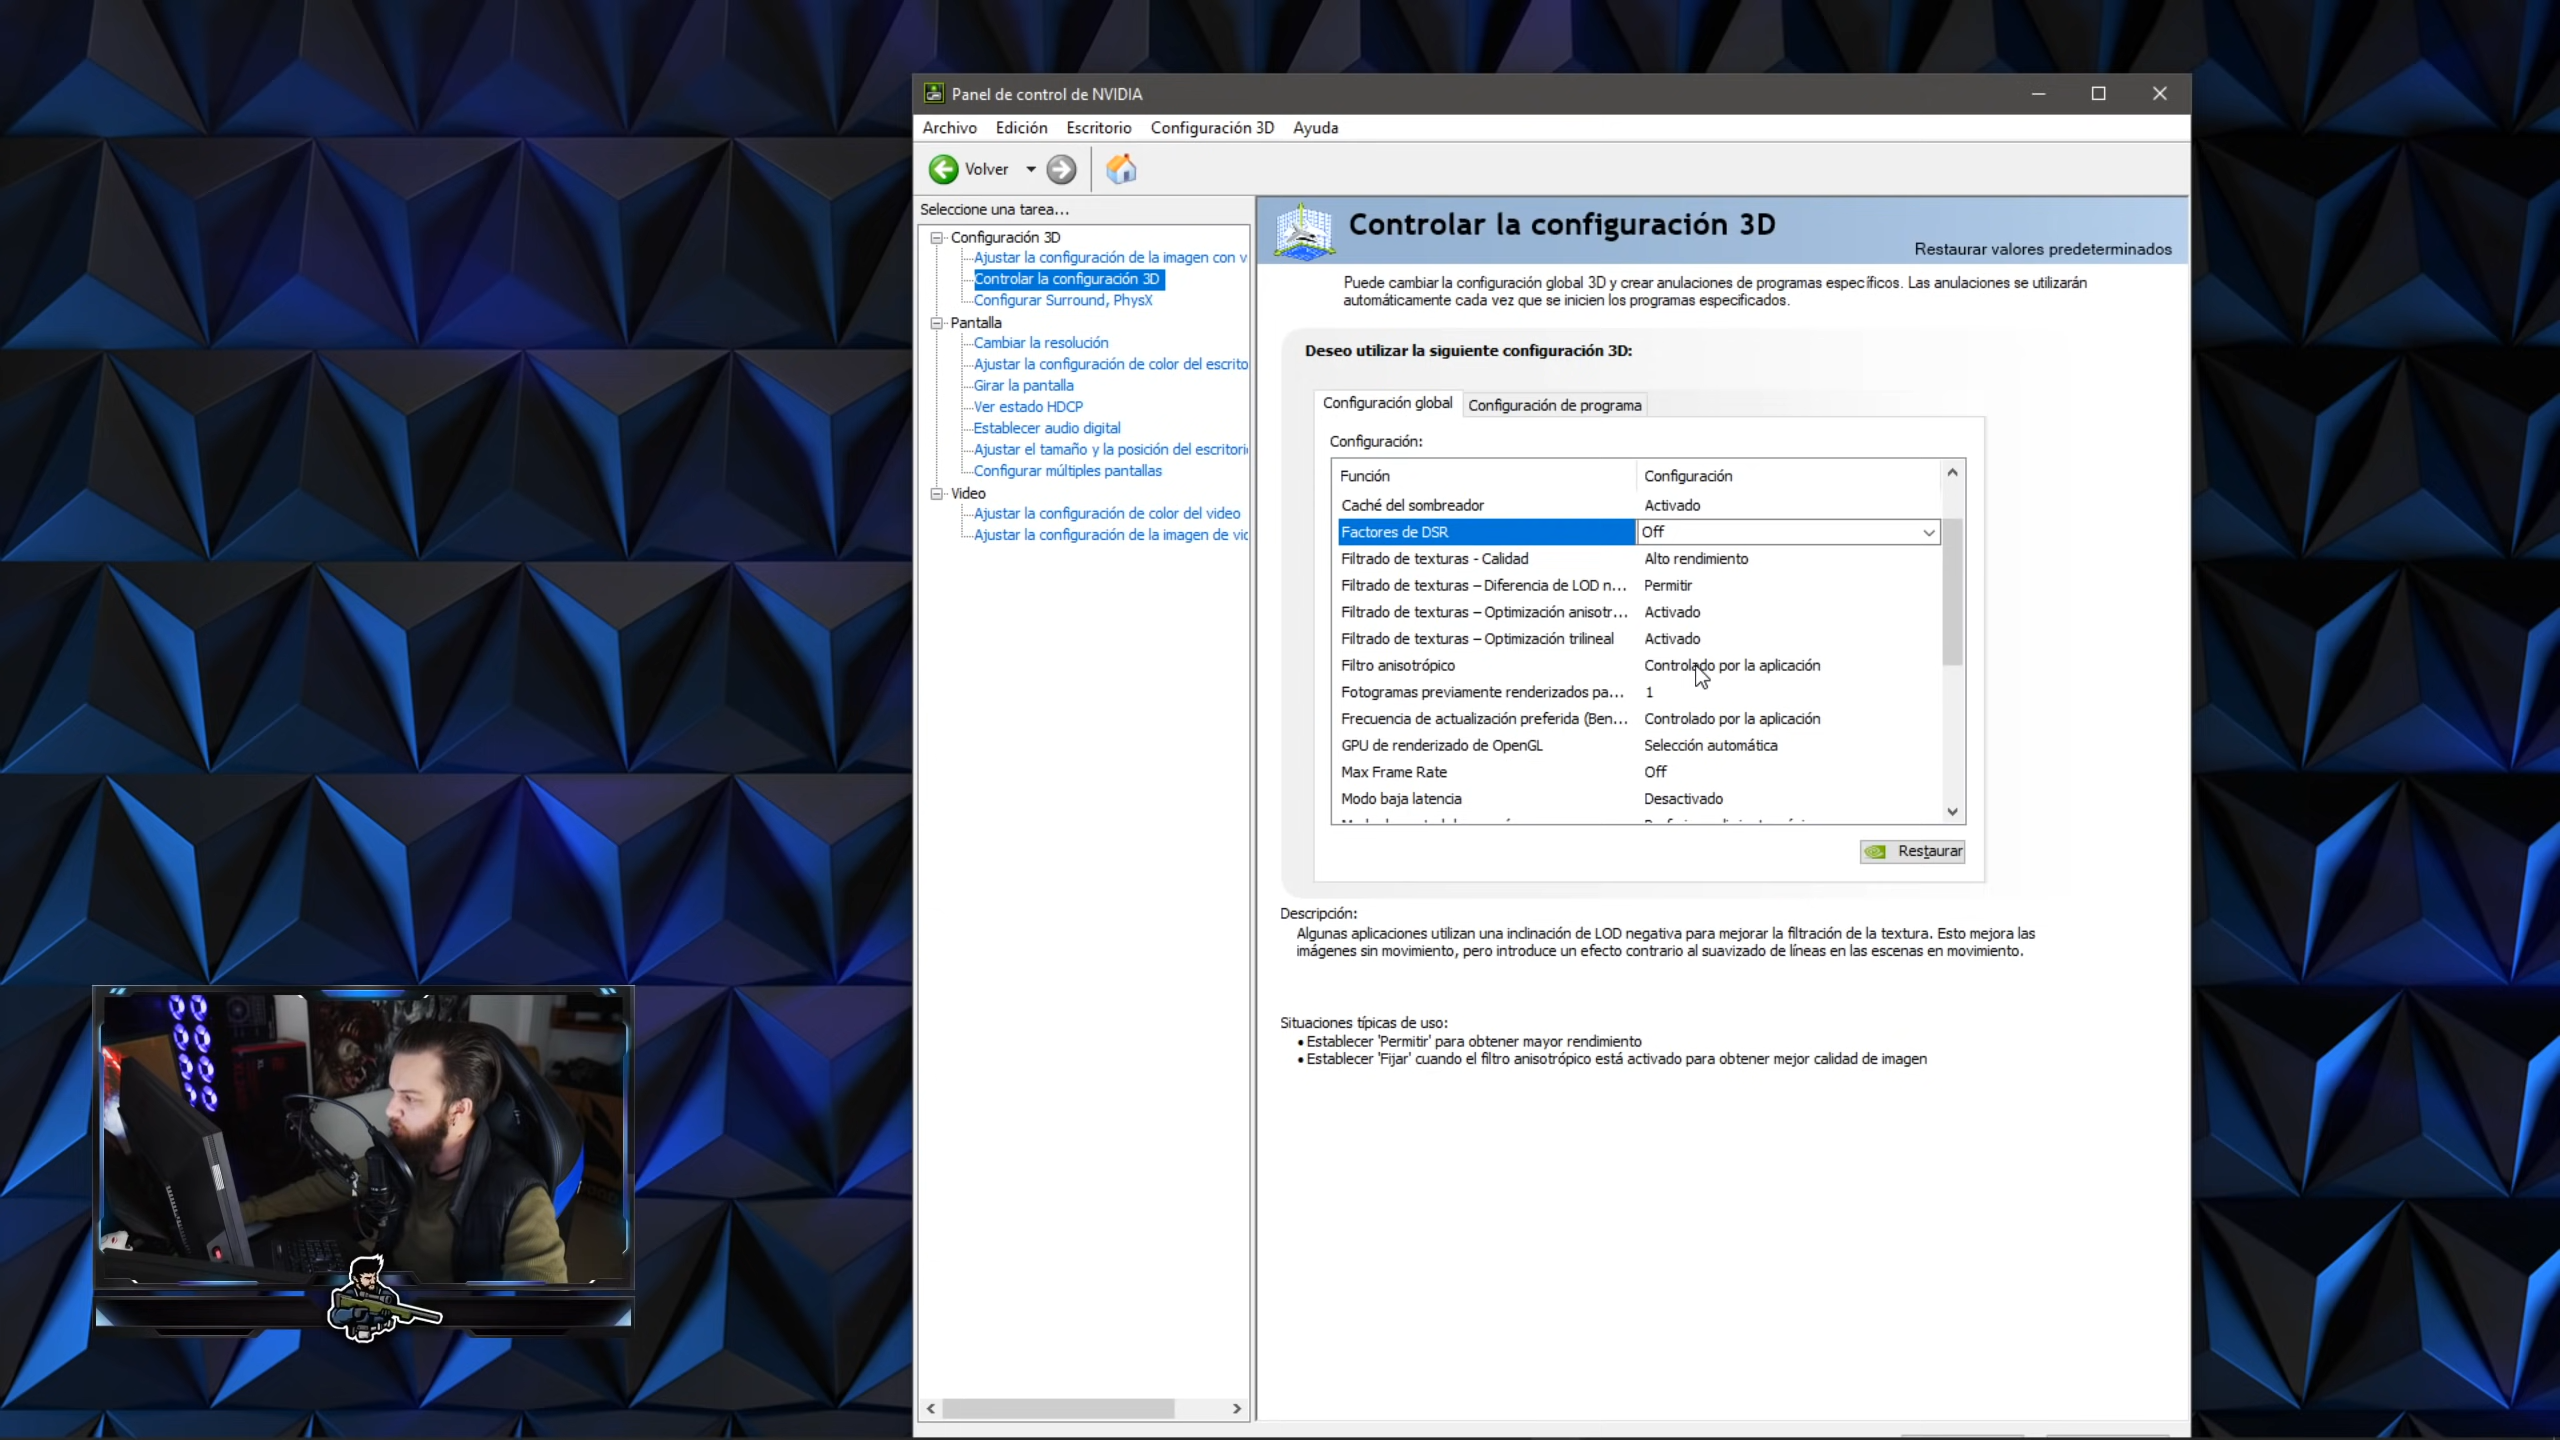 Panel de control de NVIDIA
Archivo Edición Escritorio Configuración 3D Ayuda
Volver
Seleccione una tarea...
Configuración 3D
Ajustar la configuración de la imagen con v
Controlar la configuración 3D
Configurar Surround, PhysX
Pantalla
Cambiar la resolución
Ajustar la configuración de color del escrito
Girar la pantalla
Ver estado HDCP
Establecer audio digital
Ajustar el tamaño y la posición del escritori
Configurar múltiples pantallas
Video
Ajustar la configuración de color del video
Ajustar la configuración de la imagen de vic
Controlar la configuración 3D
Restaurar valores predeterminados
Puede cambiar la configuración global 3D y crear anulaciones de programas específicos. Las anulaciones se utilizarán
automáticamente cada vez que se inicien los programas especificados.
Deseo utilizar la siguiente configuración 3D:
Configuración global Configuración de programa
Configuración:
Función Configuración
Caché del sombreador Activado
Factores de DSR Off
Filtrado de texturas - Calidad Alto rendimiento
Filtrado de texturas – Diferencia de LOD n... Permitir
Filtrado de texturas – Optimización anisotr... Activado
Filtrado de texturas – Optimización trilineal Activado
Filtro anisotrópico Controlado por la aplicación
Fotogramas previamente renderizados pa... 1
Frecuencia de actualización preferida (Ben... Controlado por la aplicación
GPU de renderizado de OpenGL Selección automática
Max Frame Rate Off
Modo baja latencia Desactivado
Restaurar
Descripción:
Algunas aplicaciones utilizan una inclinación de LOD negativa para mejorar la filtración de la textura. Esto mejora las
imágenes sin movimiento, pero introduce un efecto contrario al suavizado de líneas en las escenas en movimiento.
Situaciones típicas de uso:
• Establecer 'Permitir' para obtener mayor rendimiento
• Establecer 'Fijar' cuando el filtro anisotrópico está activado para obtener mejor calidad de imagen